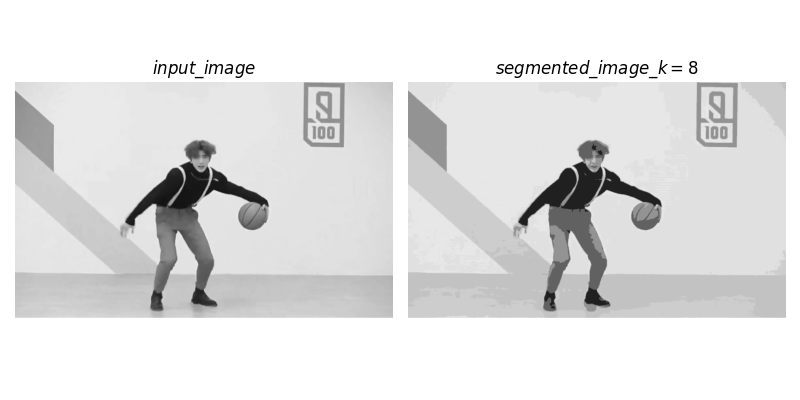 input_image
segmented_image_k = 8
100
100